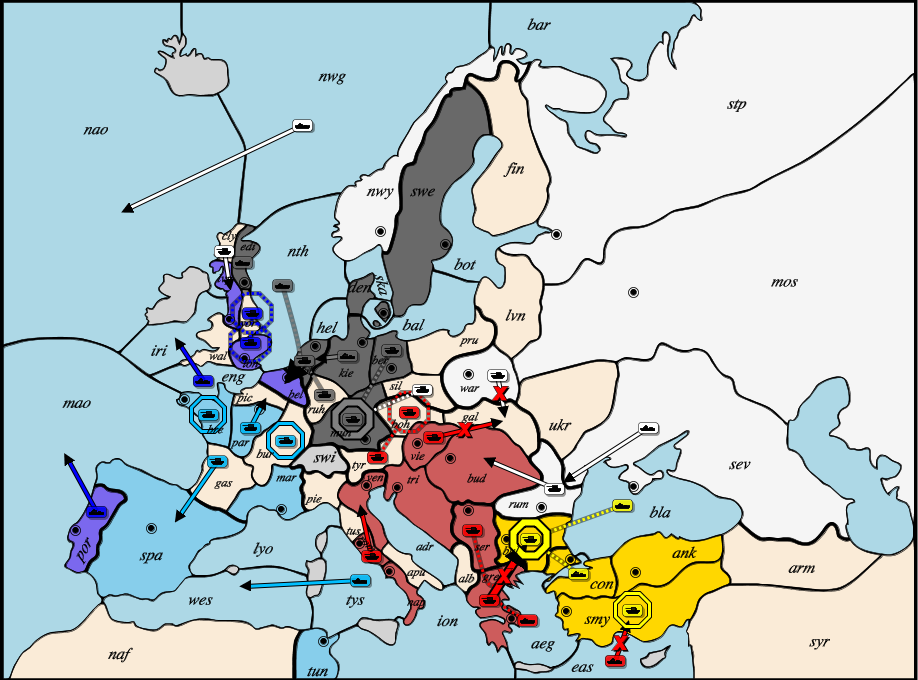 bar
nwg
stp
nao
fin
nwy
swe
cly
edi
nth
bot
mos
den
ska
lvn
hel
bal
pru
iri
wal
lon
kie
ber
war
eng
mao
pic
bel
ruh
sil
ukr
bre
par
mun
boh
gal
bur
vie
sev
swi
tyr
gas
mar
ven
tri
bud
rum
pie
bla
por
spa
lyo
tus
adr
ser
ank
apu
alb
gre
con
arm
wes
tys
nap
ion
smy
aeg
syr
naf
tun
eas